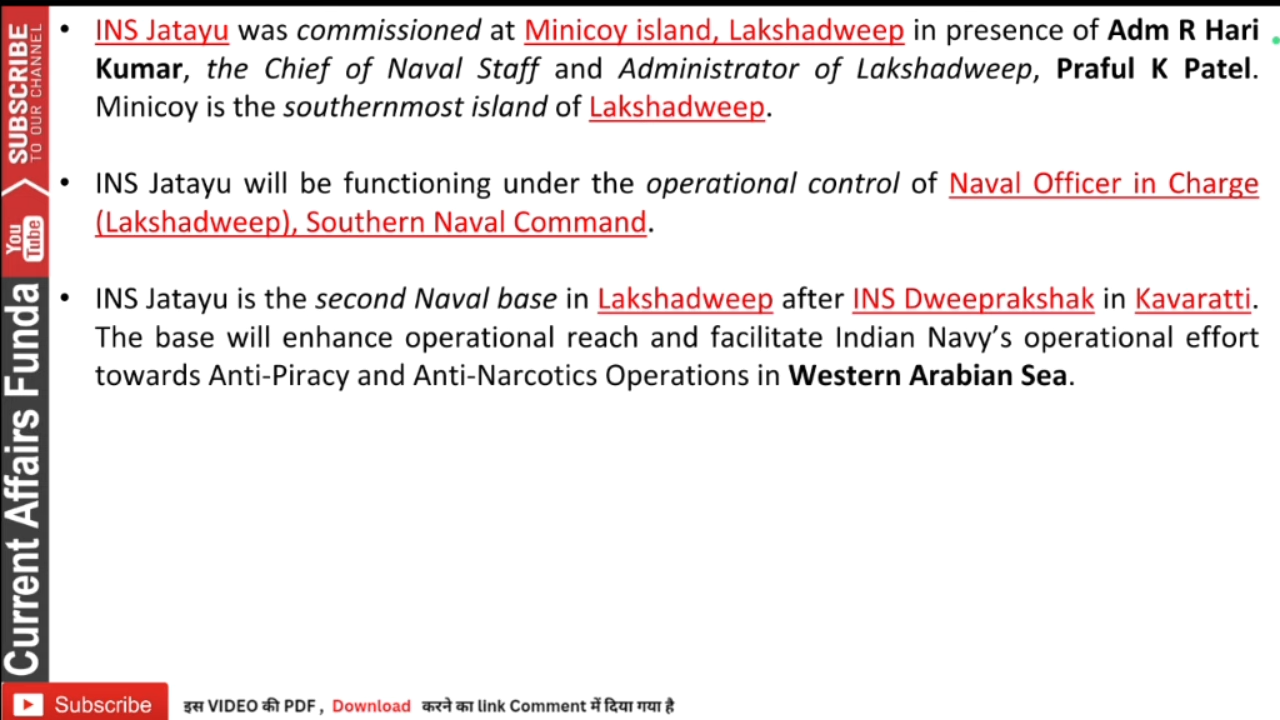 • INS Jatayu was commissioned at Minicoy island, Lakshadweep in presence of Adm R Hari
Kumar, the Chief of Naval Staff and Administrator of Lakshadweep, Praful K Patel.
Minicoy is the southernmost island of Lakshadweep.
• INS Jatayu will be functioning under the operational control of Naval Officer in Charge
(Lakshadweep), Southern Naval Command.
• INS Jatayu is the second Naval base in Lakshadweep after INS Dweeprakshak in Kavaratti.
The base will enhance operational reach and facilitate Indian Navy’s operational effort
towards Anti-Piracy and Anti-Narcotics Operations in Western Arabian Sea.
SUBSCRIBE
TO OUR CHANNEL
You
Tube
Current Affairs Funda
Subscribe
इस VIDEO की PDF , Download करने का link Comment में दिया गया है